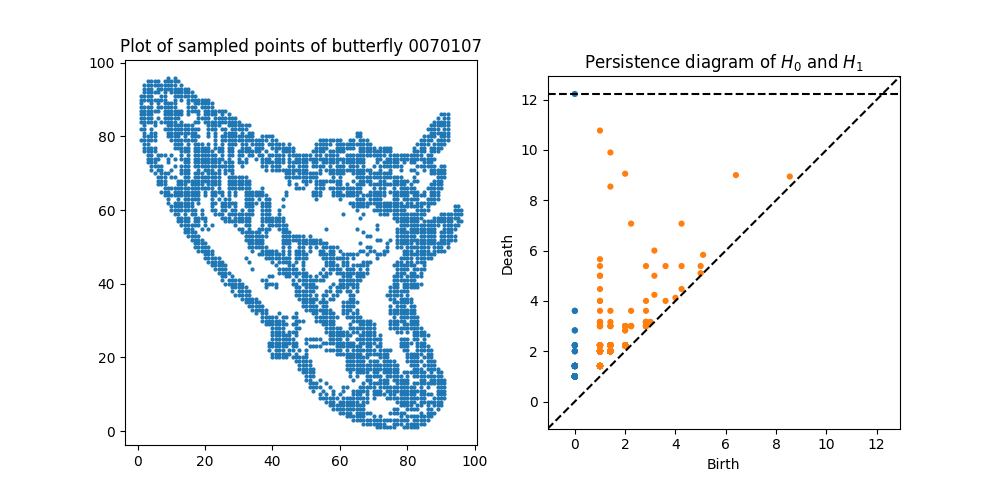 Plot of sampled points of butterfly 0070107
100
80
60
40
20
0
0 20 40 60 80 100
Persistence diagram of $H_0$ and $H_1$
Death
12
10
8
6
4
2
0
0 2 4 6 8 10 12
Birth